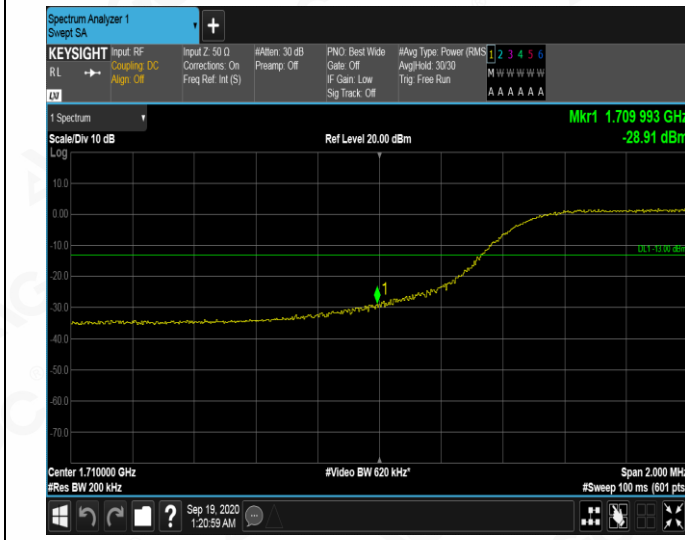 Spectrum Analyzer 1
Swept SA
+
KEYSIGHT
RL
LXI
Input: RF
Coupling: DC
Align: Off
Input Z: 50 Ω
Corrections: On
Freq Ref: Int (S)
#Atten: 30 dB
Preamp: Off
PNO: Best Wide
Gate: Off
IF Gain: Low
Sig Track: Off
#Avg Type: Power (RMS
Avg|Hold: 30/30
Trig: Free Run
1 2 3 4 5 6
M W W W W W
A A A A A A
1 Spectrum
Scale/Div 10 dB
Ref Level 20.00 dBm
Mkr1 1.709 993 GHz
-28.91 dBm
Log
10.0
0.00
-10.0
DL1 -13.00 dBm
-20.0
1
-30.0
-40.0
-50.0
-60.0
-70.0
Center 1.710000 GHz
#Video BW 620 kHz*
Span 2.000 MHz
#Res BW 200 kHz
#Sweep 100 ms (601 pts
?
Sep 19, 2020
1:20:59 AM